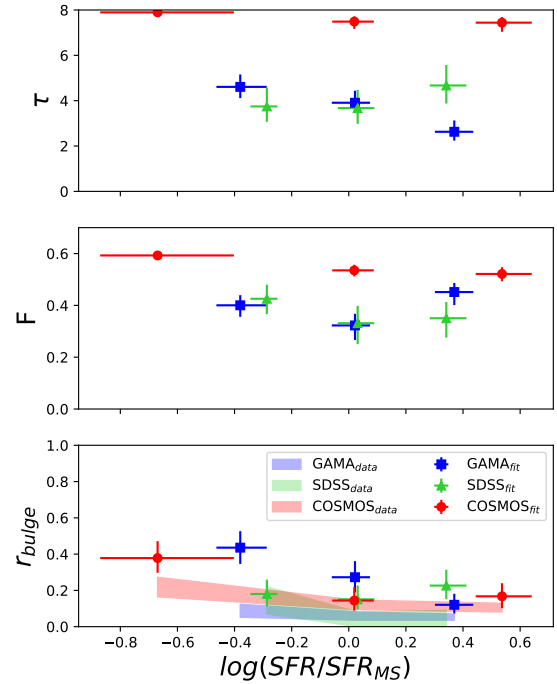 8
6
4
2
0
τ
0.6
0.4
0.2
0.0
F
1.0
0.8
0.6
0.4
0.2
0.0
r_bulge
GAMA_data
SDSS_data
COSMOS_data
GAMA_fit
SDSS_fit
COSMOS_fit
−0.8 −0.6 −0.4 −0.2 0.0 0.2 0.4 0.6
log(SFR/SFR_MS)